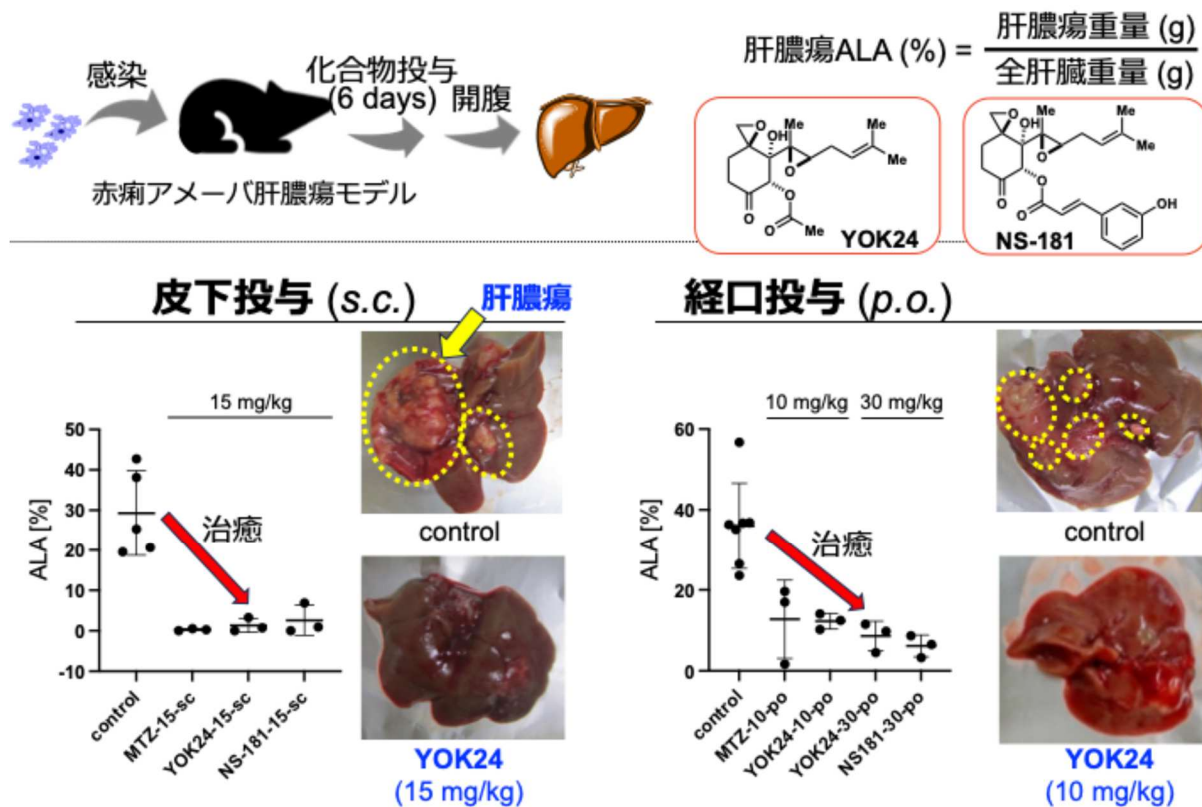 感染
化合物投与
(6 days)
開腹
赤痢アメーバ肝膿瘍モデル
肝膿瘍ALA (%) = 肝膿瘍重量 (g)
全肝臓重量 (g)
O
OH
Me
O
Me
Me
O
O
O
Me
YOK24
O
OH
Me
O
Me
Me
O
O
O
OH
NS-181
皮下投与 (s.c.)
肝膿瘍
15 mg/kg
ALA [%]
50
40
30
20
10
0
-10
治癒
control
MTZ-15-sc
YOK24-15-sc
NS-181-15-sc
control
YOK24
(15 mg/kg)
経口投与 (p.o.)
10 mg/kg
30 mg/kg
ALA [%]
60
40
20
0
治癒
control
MTZ-10-po
YOK24-10-po
YOK24-30-po
NS181-30-po
control
YOK24
(10 mg/kg)